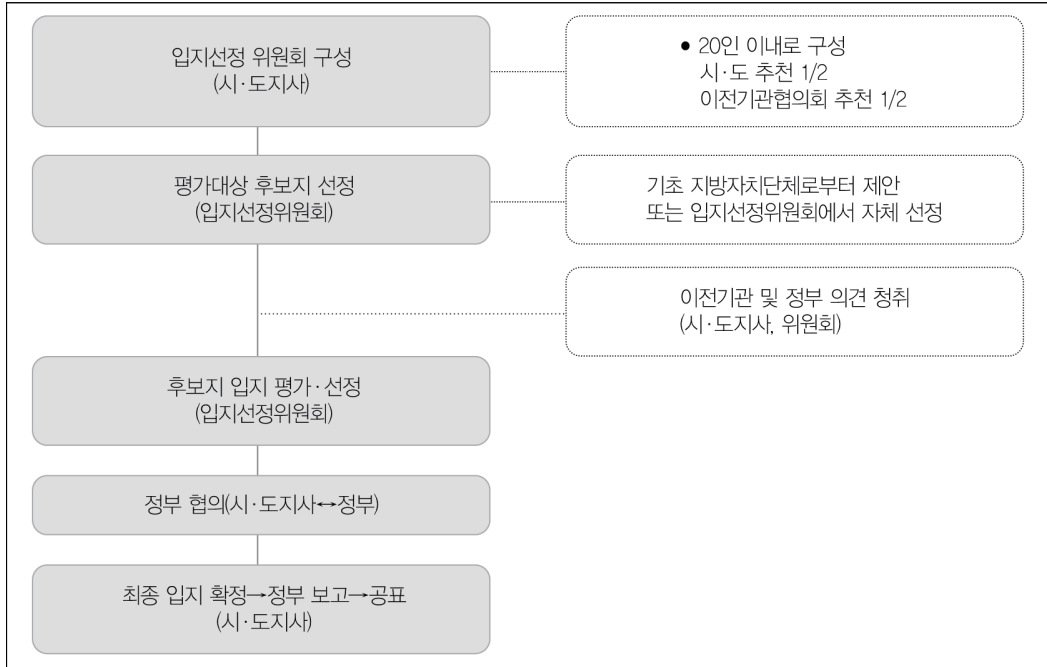 입지선정 위원회 구성
(시·도지사)
● 20인 이내로 구성
시·도 추천 1/2
이전기관협의회 추천 1/2
평가대상 후보지 선정
(입지선정위원회)
기초 지방자치단체로부터 제안
또는 입지선정위원회에서 자체 선정
이전기관 및 정부 의견 청취
(시·도지사, 위원회)
후보지 입지 평가·선정
(입지선정위원회)
정부 협의(시·도지사↔정부)
최종 입지 확정→정부 보고→공표
(시·도지사)